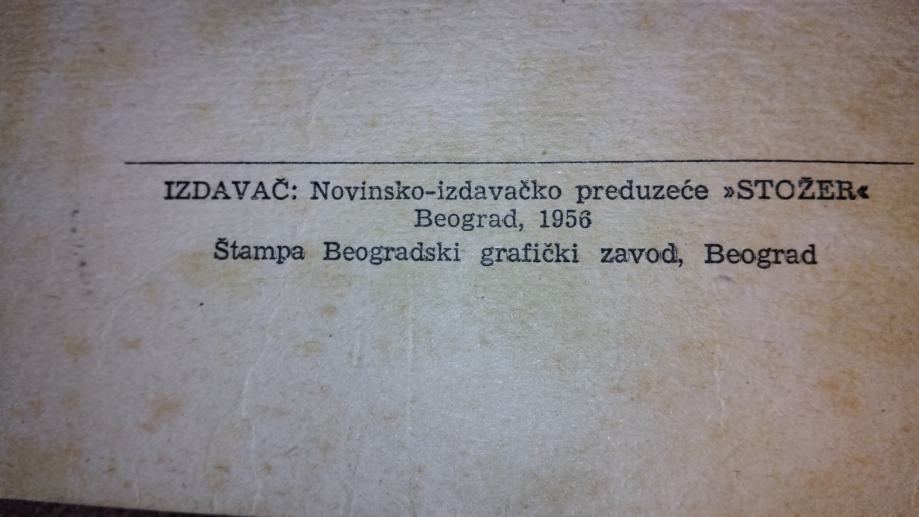 IZDAVAČ: Novinsko-izdavačko preduzeće »STOŽER«
Beograd, 1956
Štampa Beogradski grafički zavod, Beograd